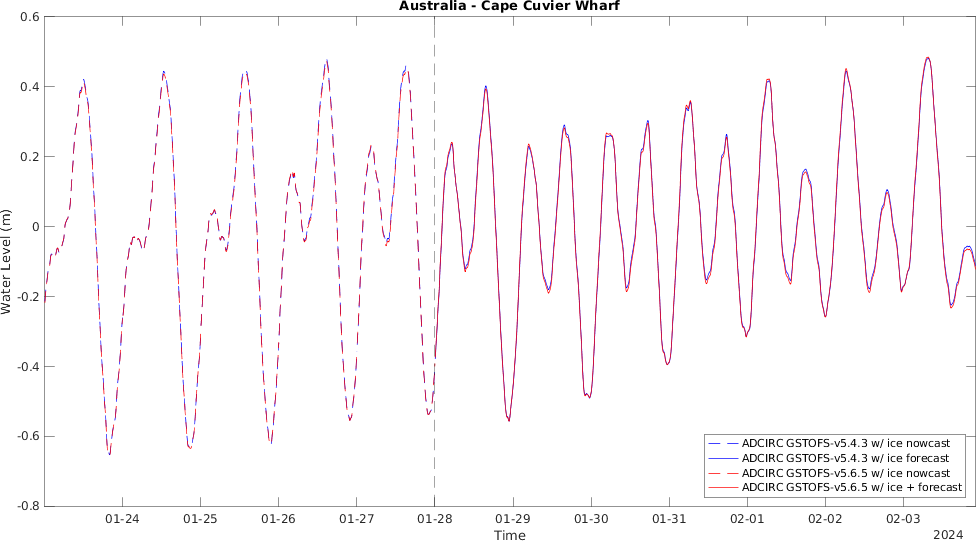 Australia - Cape Cuvier Wharf
0.6
0.4
0.2
0
-0.2
-0.4
-0.6
-0.8
Water Level (m)
01-24 01-25 01-26 01-27 01-28 01-29 01-30 01-31 02-01 02-02 02-03
Time
2024
ADCIRC GSTOFS-v5.4.3 w/ ice nowcast
ADCIRC GSTOFS-v5.4.3 w/ ice forecast
ADCIRC GSTOFS-v5.6.5 w/ ice nowcast
ADCIRC GSTOFS-v5.6.5 w/ ice + forecast